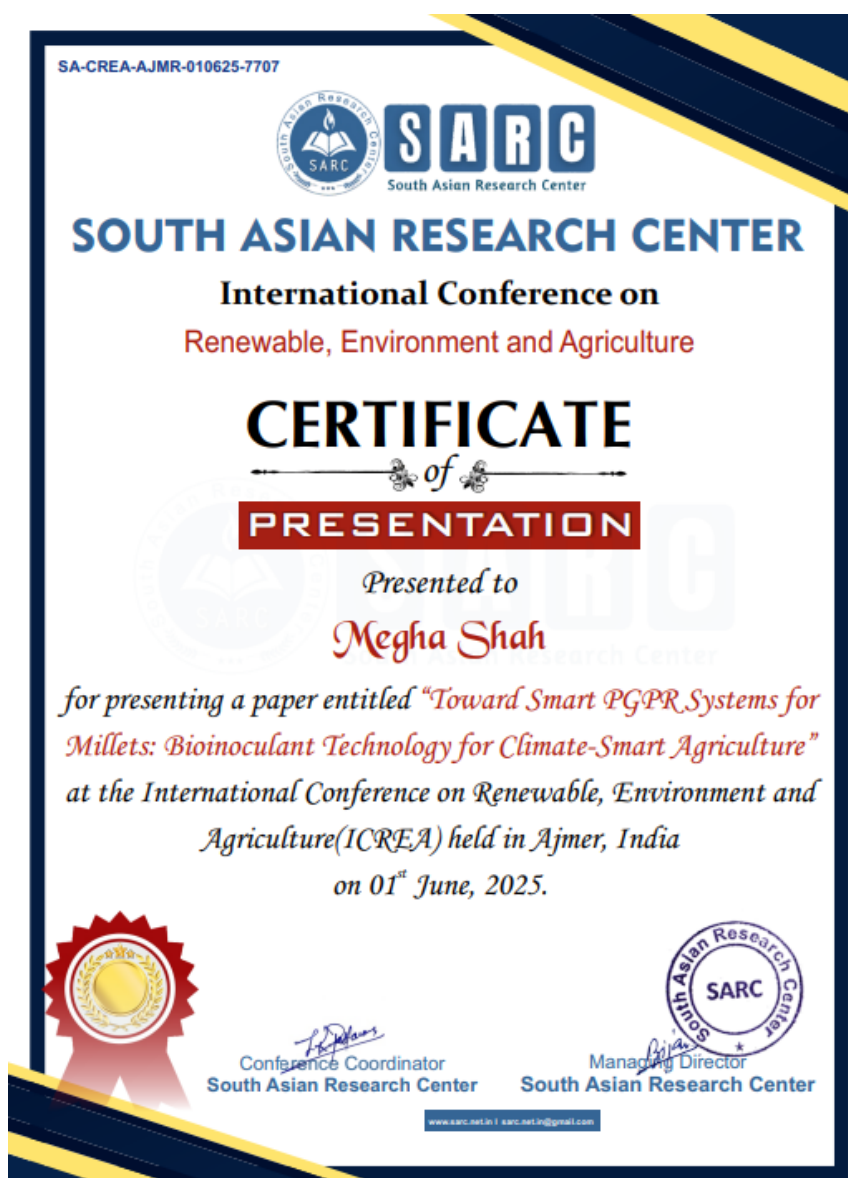 SA-CREA-AJMR-010625-7707
South Asian Research Center
SARC
SARC
South Asian Research Center
SOUTH ASIAN RESEARCH CENTER
International Conference on
Renewable, Environment and Agriculture
CERTIFICATE
of
PRESENTATION
Presented to
Megha Shah
for presenting a paper entitled “Toward Smart PGPR Systems for
Millets: Bioinoculant Technology for Climate-Smart Agriculture”
at the International Conference on Renewable, Environment and
Agriculture(ICREA) held in Ajmer, India
on 01st June, 2025.
South Asian Research Center
SARC
Conference Coordinator
South Asian Research Center
Managing Director
South Asian Research Center
www.sarc.net.in I sarc.net.in@gmail.com